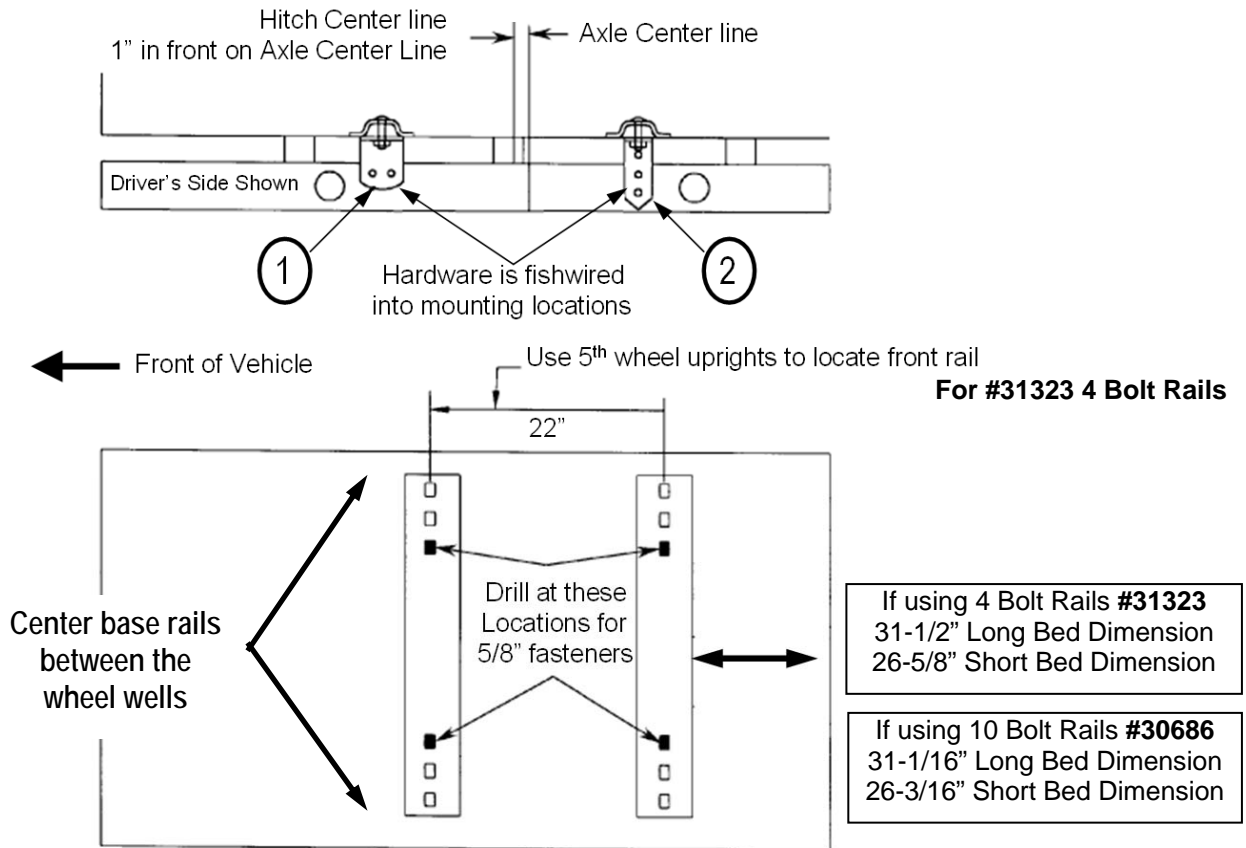 Hitch Center line
1” in front on Axle Center Line
Axle Center line
Driver’s Side Shown
1
Hardware is fishwired
into mounting locations
2
Front of Vehicle
Use 5th wheel uprights to locate front rail
For #31323 4 Bolt Rails
22”
Center base rails
between the
wheel wells
Drill at these
Locations for
5/8” fasteners
If using 4 Bolt Rails #31323
31-1/2” Long Bed Dimension
26-5/8” Short Bed Dimension
If using 10 Bolt Rails #30686
31-1/16” Long Bed Dimension
26-3/16” Short Bed Dimension